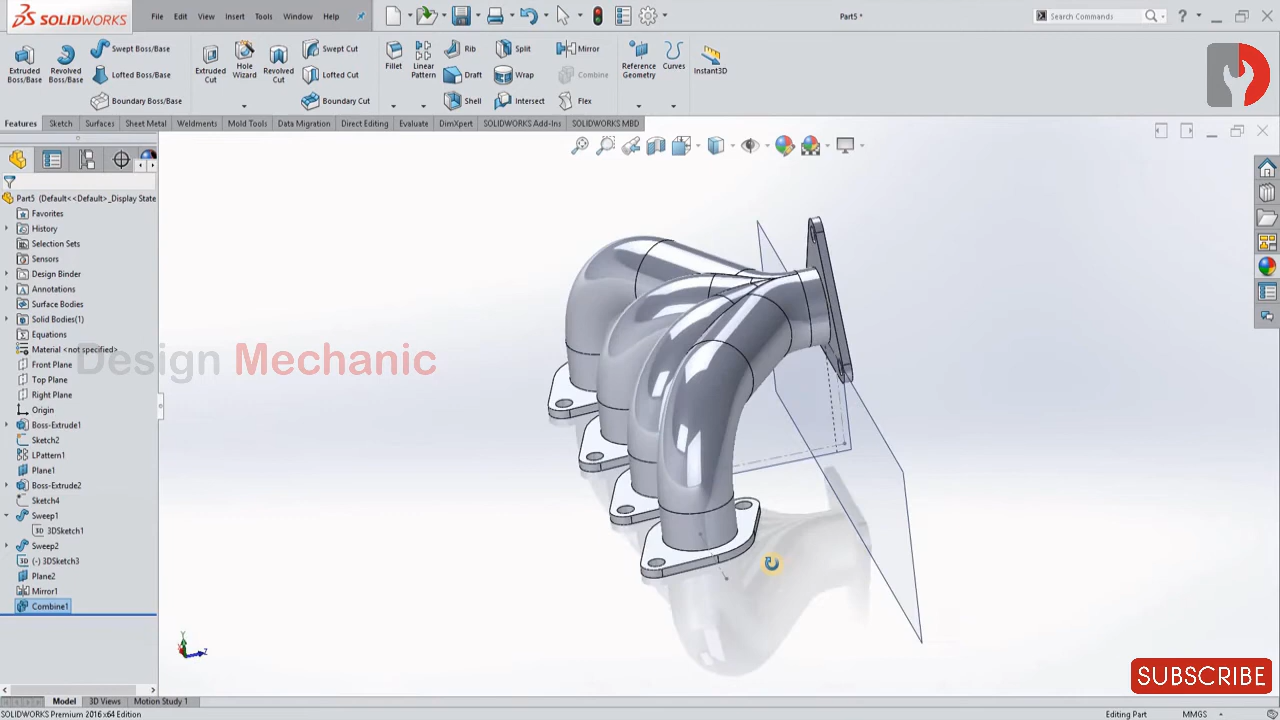 SOLIDWORKS
File Edit View Insert Tools Window Help
Part5 *
Search Commands
Extruded Boss/Base
Revolved Boss/Base
Swept Boss/Base
Lofted Boss/Base
Boundary Boss/Base
Extruded Cut
Hole Wizard
Revolved Cut
Swept Cut
Lofted Cut
Boundary Cut
Fillet
Linear Pattern
Rib
Draft
Shell
Split
Wrap
Intersect
Mirror
Combine
Flex
Reference Geometry
Curves
Instant3D
Features Sketch Surfaces Sheet Metal Weldments Mold Tools Data Migration Direct Editing Evaluate DimXpert SOLIDWORKS Add-Ins SOLIDWORKS MBD
Part5 (Default<<Default>_Display State
Favorites
History
Selection Sets
Sensors
Design Binder
Annotations
Surface Bodies
Solid Bodies(1)
Equations
Material <not specified>
Front Plane
Top Plane
Right Plane
Origin
Boss-Extrude1
Sketch2
LPattern1
Plane1
Boss-Extrude2
Sketch4
Sweep1
3D 3DSketch1
Sweep2
3D (-) 3DSketch3
Plane2
Mirror1
Combine1
Design Mechanic
Y
Z
SUBSCRIBE
Model 3D Views Motion Study 1
SOLIDWORKS Premium 2016 x64 Edition
Editing Part
MMGS